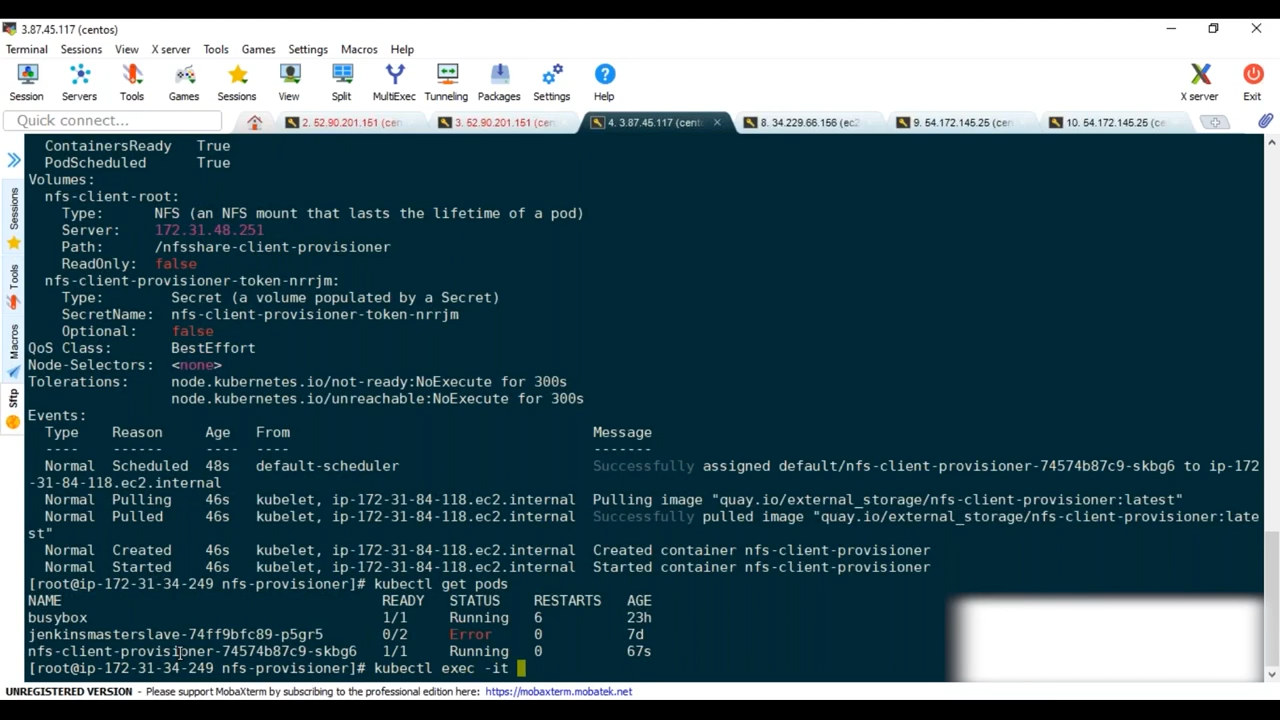 3.87.45.117 (centos)
Terminal Sessions View X server Tools Games Settings Macros Help
Session Servers Tools Games Sessions View Split MultiExec Tunneling Packages Settings Help X server Exit
Quick connect...
2. 52.90.201.151 (cen
3. 52.90.201.151 (cen
4. 3.87.45.117 (cent
8. 34.229.66.156 (ec2
9. 54.172.145.25 (cen
10. 54.172.145.25 (cen
Sessions
Tools
Macros
Sftp
ContainersReady True
PodScheduled True
Volumes:
nfs-client-root:
Type: NFS (an NFS mount that lasts the lifetime of a pod)
Server: 172.31.48.251
Path: /nfsshare-client-provisioner
ReadOnly: false
nfs-client-provisioner-token-nrrjm:
Type: Secret (a volume populated by a Secret)
SecretName: nfs-client-provisioner-token-nrrjm
Optional: false
QoS Class: BestEffort
Node-Selectors: <none>
Tolerations: node.kubernetes.io/not-ready:NoExecute for 300s
node.kubernetes.io/unreachable:NoExecute for 300s
Events:
Type Reason Age From Message
---- ------ ---- ---- -------
Normal Scheduled 48s default-scheduler Successfully assigned default/nfs-client-provisioner-74574b87c9-skbg6 to ip-172
-31-84-118.ec2.internal
Normal Pulling 46s kubelet, ip-172-31-84-118.ec2.internal Pulling image "quay.io/external_storage/nfs-client-provisioner:latest"
Normal Pulled 46s kubelet, ip-172-31-84-118.ec2.internal Successfully pulled image "quay.io/external_storage/nfs-client-provisioner:late
st"
Normal Created 46s kubelet, ip-172-31-84-118.ec2.internal Created container nfs-client-provisioner
Normal Started 46s kubelet, ip-172-31-84-118.ec2.internal Started container nfs-client-provisioner
[root@ip-172-31-34-249 nfs-provisioner]# kubectl get pods
NAME READY STATUS RESTARTS AGE
busybox 1/1 Running 6 23h
jenkinsmasterslave-74ff9bfc89-p5gr5 0/2 Error 0 7d
nfs-client-provisioner-74574b87c9-skbg6 1/1 Running 0 67s
[root@ip-172-31-34-249 nfs-provisioner]# kubectl exec -it
UNREGISTERED VERSION - Please support MobaXterm by subscribing to the professional edition here: https://mobaxterm.mobatek.net